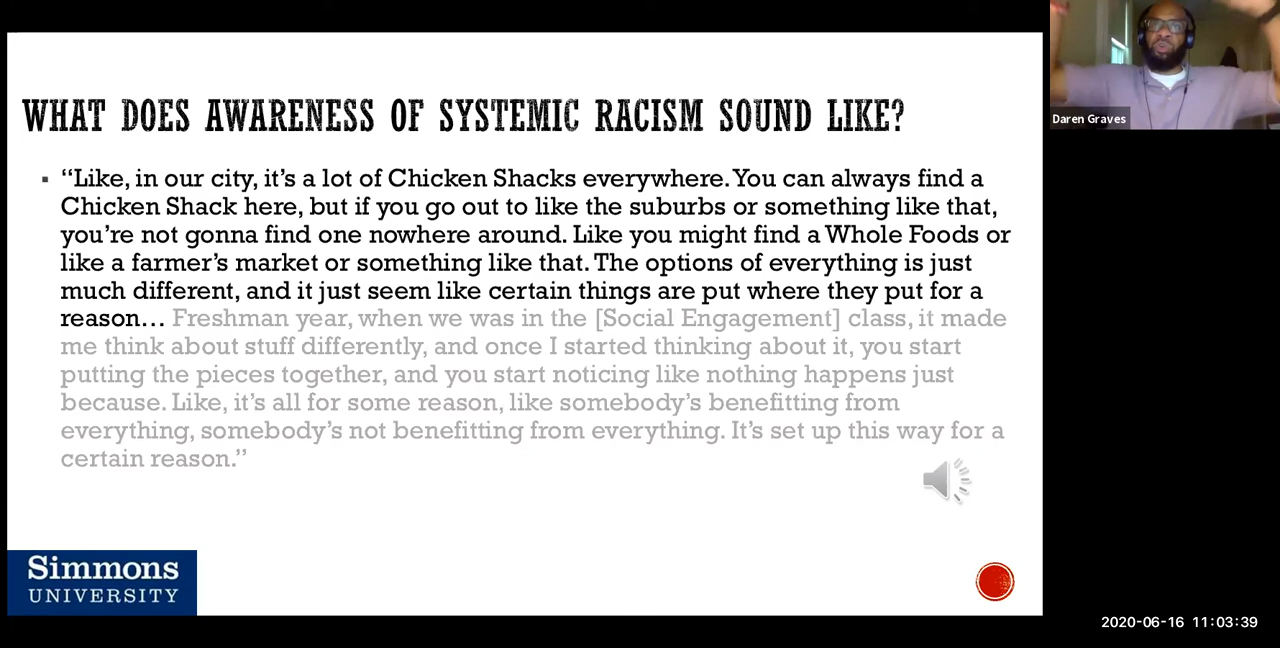 WHAT DOES AWARENESS OF SYSTEMIC RACISM SOUND LIKE?
▪ “Like, in our city, it’s a lot of Chicken Shacks everywhere. You can always find a
Chicken Shack here, but if you go out to like the suburbs or something like that,
you’re not gonna find one nowhere around. Like you might find a Whole Foods or
like a farmer’s market or something like that. The options of everything is just
much different, and it just seem like certain things are put where they put for a
reason… Freshman year, when we was in the [Social Engagement] class, it made
me think about stuff differently, and once I started thinking about it, you start
putting the pieces together, and you start noticing like nothing happens just
because. Like, it’s all for some reason, like somebody’s benefitting from
everything, somebody’s not benefitting from everything. It’s set up this way for a
certain reason.”
Simmons
UNIVERSITY
Daren Graves
2020-06-16 11:03:39